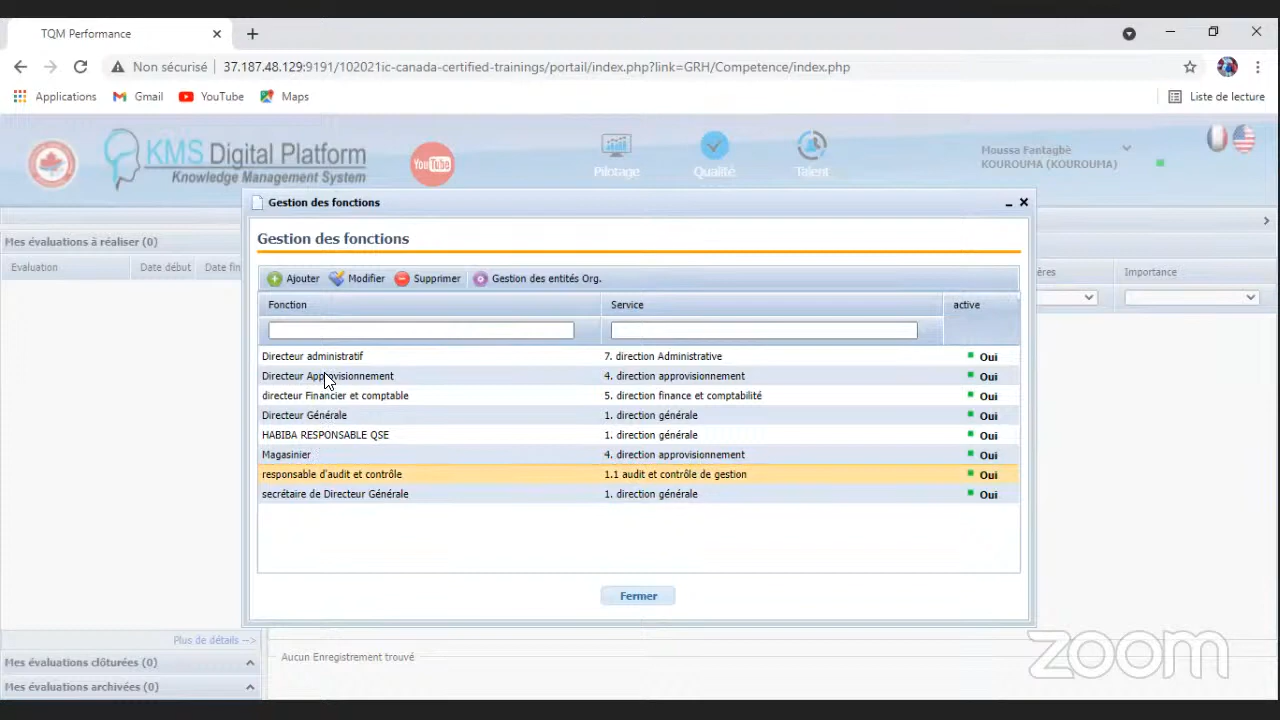 TQM Performance
Non sécurisé 37.187.48.129:9191/102021ic-canada-certified-trainings/portail/index.php?link=GRH/Competence/index.php
Applications Gmail YouTube Maps Liste de lecture
KMS Digital Platform
Knowledge Management System
YouTube
Pilotage Qualité Talent
Moussa Fantagbè
KOUROUMA (KOUROUMA)
Gestion des fonctions
Mes évaluations à réaliser (0)
Evaluation Date début Date fin
ères Importance
Gestion des fonctions
Ajouter Modifier Supprimer Gestion des entités Org.
Fonction Service active
Directeur administratif 7. direction Administrative Oui
Directeur Approvisionnement 4. direction approvisionnement Oui
directeur Financier et comptable 5. direction finance et comptabilité Oui
Directeur Générale 1. direction générale Oui
HABIBA RESPONSABLE QSE 1. direction générale Oui
Magasinier 4. direction approvisionnement Oui
responsable d'audit et contrôle 1.1 audit et contrôle de gestion Oui
secrétaire de Directeur Générale 1. direction générale Oui
Fermer
Plus de détails -->
Mes évaluations clôturées (0)
Mes évaluations archivées (0)
Aucun Enregistrement trouvé
zoom